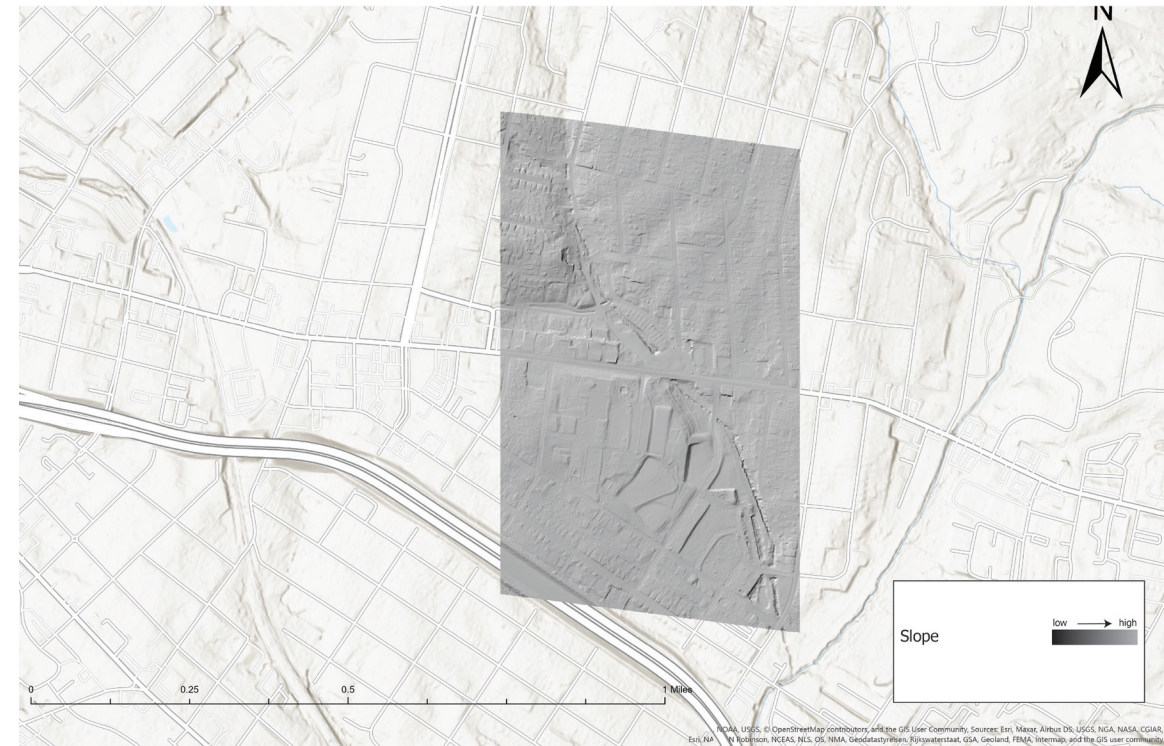 N
Slope
low
high
0
0.25
0.5
1 Miles
NOAA, USGS, © OpenStreetMap contributors, and the GIS User Community, Sources: Esri, Maxar, Airbus DS, USGS, NGA, NASA, CGIAR,
Esri, NA N Robinson, NCEAS, NLS, OS, NMA, Geodatastyrelsen, Rijkswaterstaat, GSA, Geoland, FEMA, Intermap, and the GIS user community